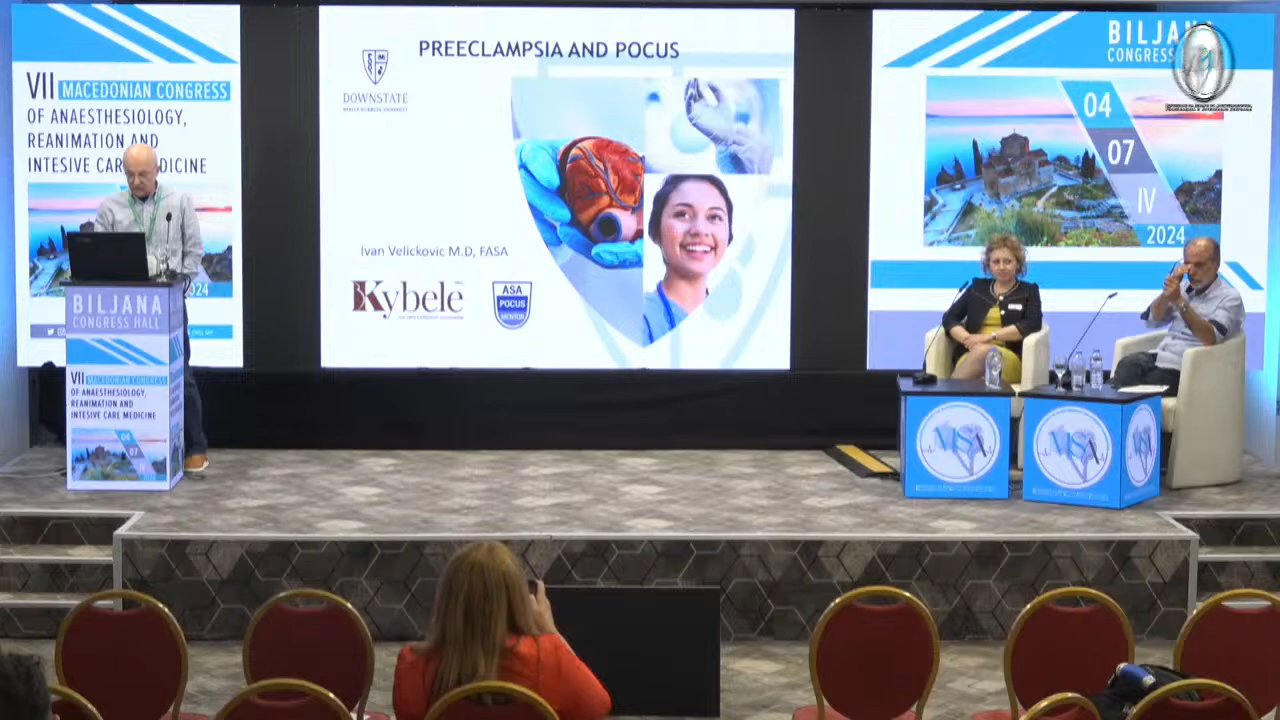 VII MACEDONIAN CONGRESS
OF ANAESTHESIOLOGY,
REANIMATION AND
INTESIVE CARE MEDICINE
2024
PREECLAMPSIA AND POCUS
DOWNSTATE
Ivan Velickovic M.D, FASA
Kybele
ASA
POCUS
MENTOR
BILJANA
CONGRESS
04
07
IV
2024
BILJANA
CONGRESS HALL
VII MACEDONIAN CONGRESS
OF ANAESTHESIOLOGY,
REANIMATION AND
INTESIVE CARE MEDICINE
04
07
MSA
MSA